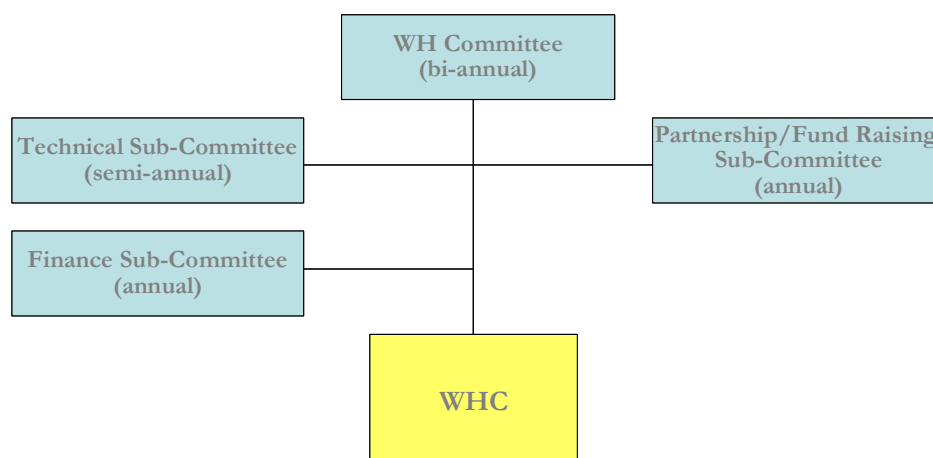 WH Committee
(bi-annual)
Technical Sub-Committee
(semi-annual)
Partnership/Fund Raising
Sub-Committee
(annual)
Finance Sub-Committee
(annual)
WHC